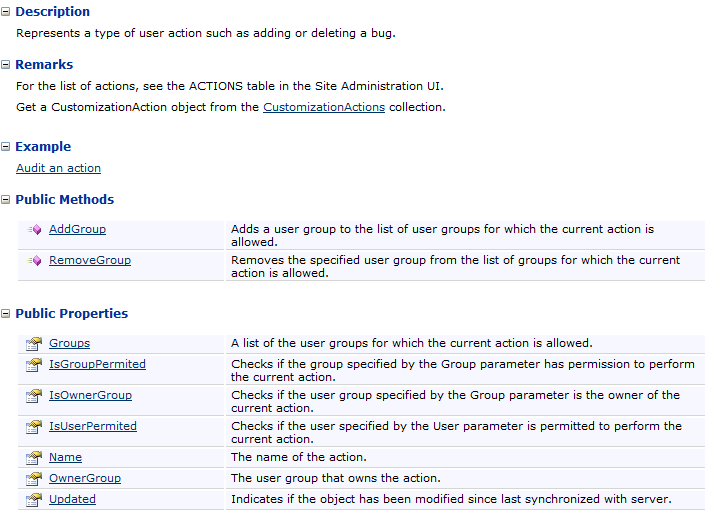 Description
Represents a type of user action such as adding or deleting a bug.
Remarks
For the list of actions, see the ACTIONS table in the Site Administration UI.
Get a CustomizationAction object from the CustomizationActions collection.
Example
Audit an action
Public Methods
AddGroup Adds a user group to the list of user groups for which the current action is
allowed.
RemoveGroup Removes the specified user group from the list of groups for which the current
action is allowed.
Public Properties
Groups A list of the user groups for which the current action is allowed.
IsGroupPermited Checks if the group specified by the Group parameter has permission to perform
the current action.
IsOwnerGroup Checks if the user group specified by the Group parameter is the owner of the
current action.
IsUserPermited Checks if the user specified by the User parameter is permitted to perform the
current action.
Name The name of the action.
OwnerGroup The user group that owns the action.
Updated Indicates if the object has been modified since last synchronized with server.